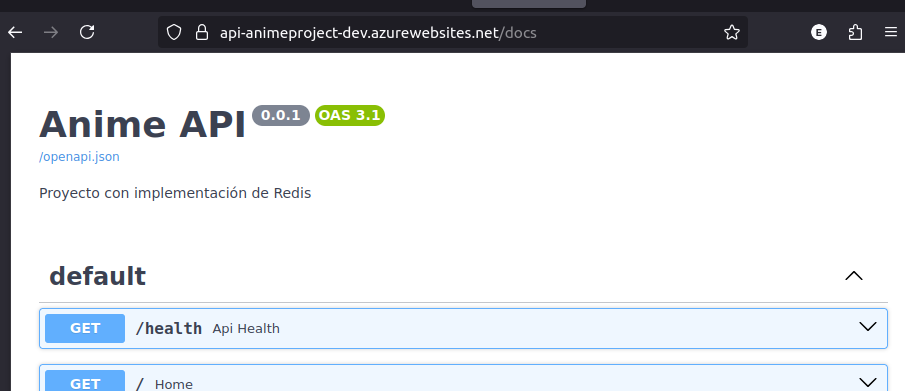 api-animeproject-dev.azurewebsites.net/docs
E
Anime API 0.0.1 OAS 3.1
/openapi.json
Proyecto con implementación de Redis
default
GET /health Api Health
GET / Home